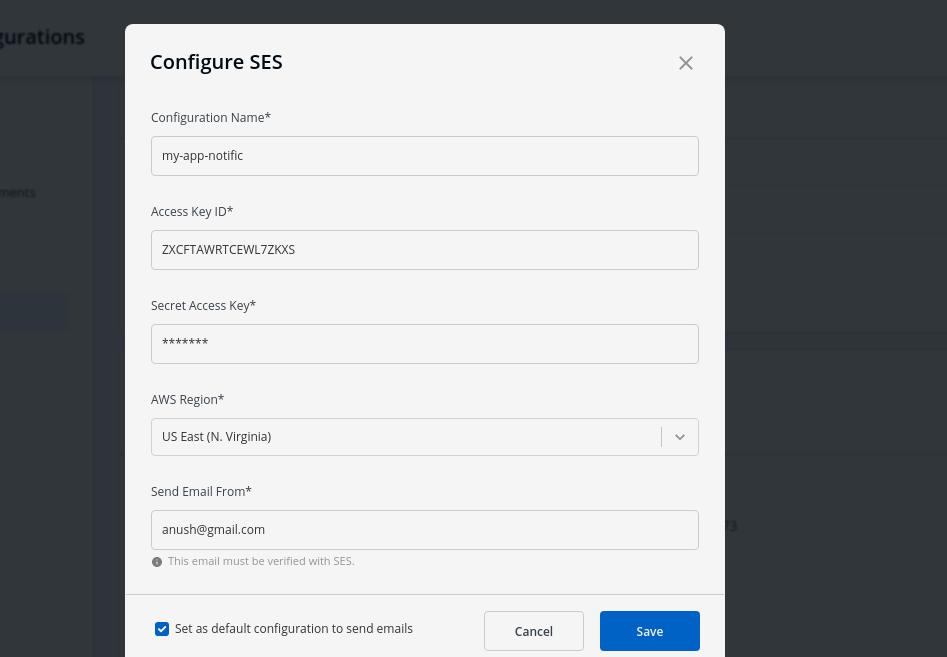 gurations
Configure SES
Configuration Name*
my-app-notific
ments
Access Key ID*
ZXCFTAWRTCEWL7ZKXS
Secret Access Key*
*******
AWS Region*
US East (N. Virginia)
Send Email From*
anush@gmail.com
73
This email must be verified with SES.
Set as default configuration to send emails
Cancel
Save